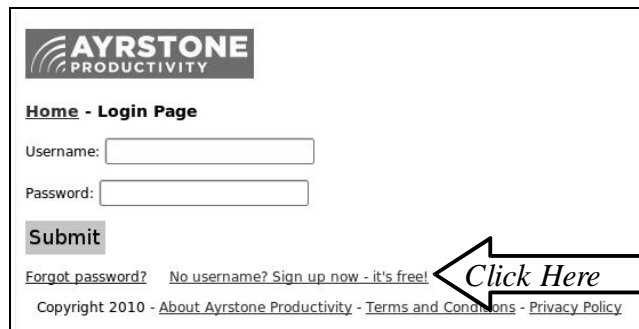 AYRSTONE
PRODUCTIVITY
Home - Login Page
Username:
Password:
Submit
Forgot password? No username? Sign up now - it's free! Click Here
Copyright 2010 - About Ayrstone Productivity - Terms and Conditions - Privacy Policy